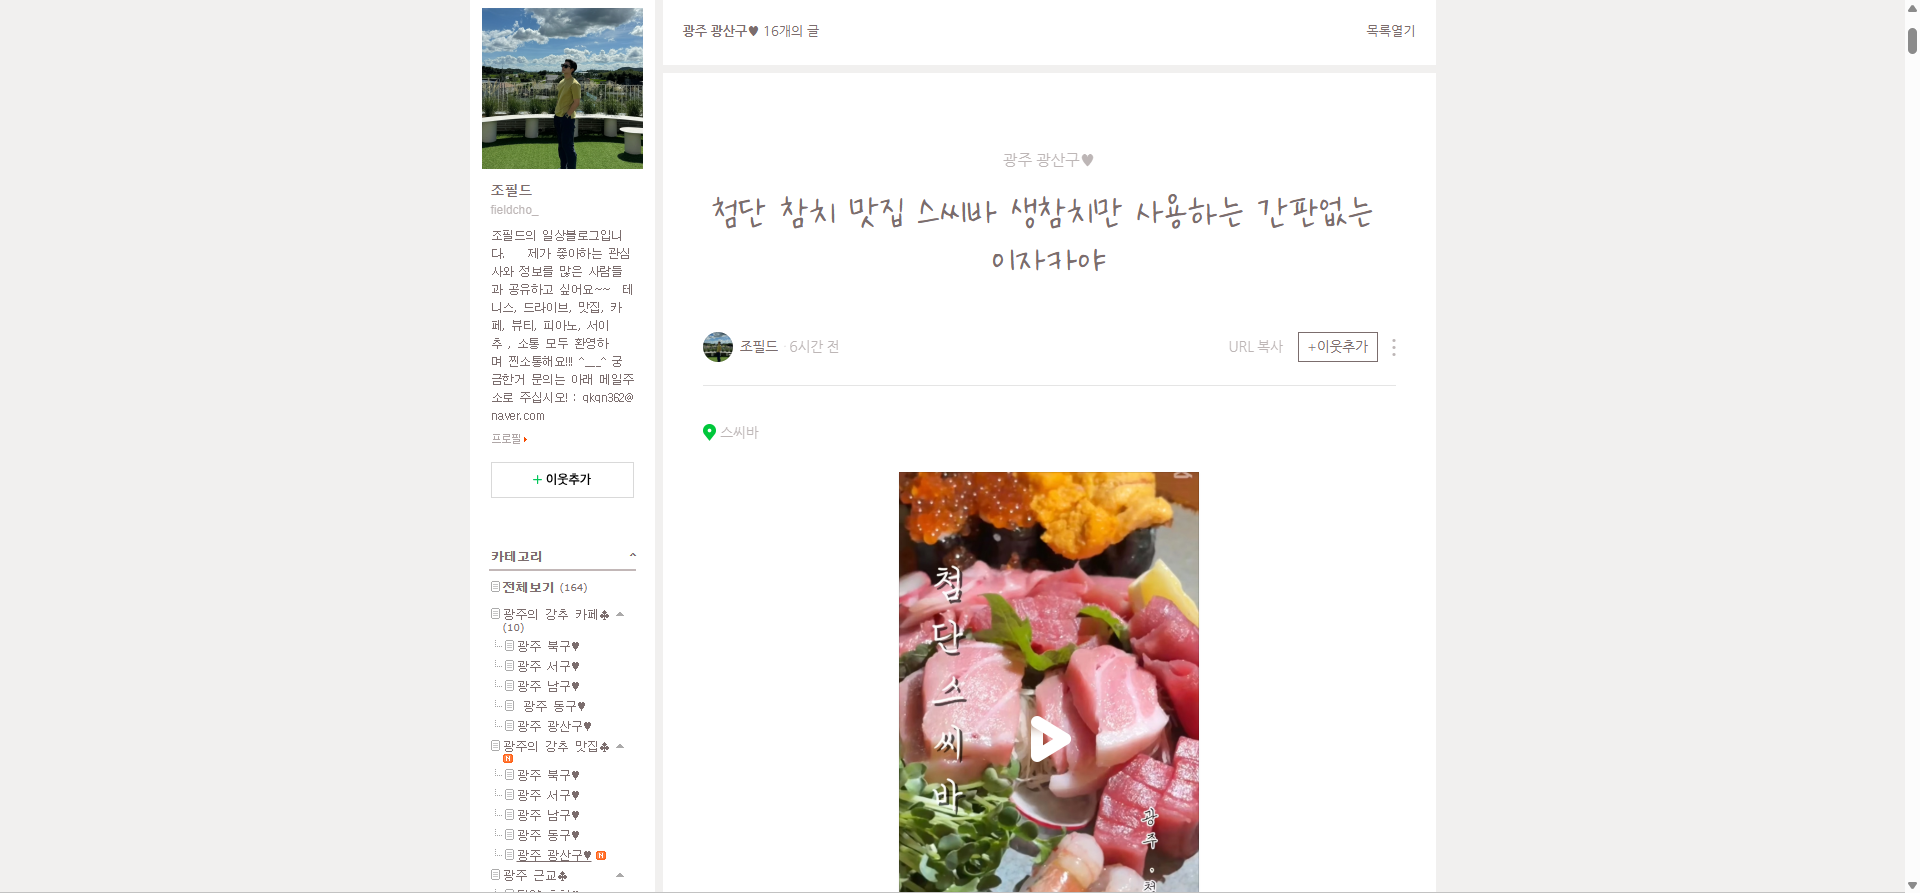 광주 광산구♥ 16개의 글
목록열기
조필드
fieldcho_
조필드의 일상블로그입니
다. 제가 좋아하는 관심
사와 정보를 많은 사람들
과 공유하고 싶어요~~ 테
니스, 드라이브, 맛집, 카
페, 뷰티, 피아노, 서이
추 , 소통 모두 환영하
며 찐소통해요!!! ^__^ 궁
금한거 문의는 아래 메일주
소로 주십시오! : qkqn362@
naver.com
프로필
+ 이웃추가
카테고리
전체보기 (164)
광주의 강추 카페♣
(10)
광주 북구♥
광주 서구♥
광주 남구♥
광주 동구♥
광주 광산구♥
광주의 강추 맛집♣
N
광주 북구♥
광주 서구♥
광주 남구♥
광주 동구♥
광주 광산구♥ N
광주 근교♣
광주 광산구♥
첨단 참치 맛집 스씨바 생참치만 사용하는 간판없는
이자카야
조필드 · 6시간 전
URL 복사
+이웃추가
스씨바
첨단스씨바
광주·첨